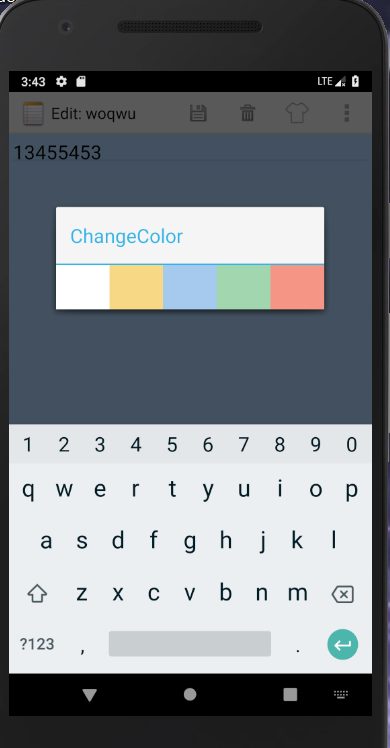 3:43 LTE
Edit: woqwu
13455453
ChangeColor
1 2 3 4 5 6 7 8 9 0
q w e r t y u i o p
a s d f g h j k l
z x c v b n m
?123 , .